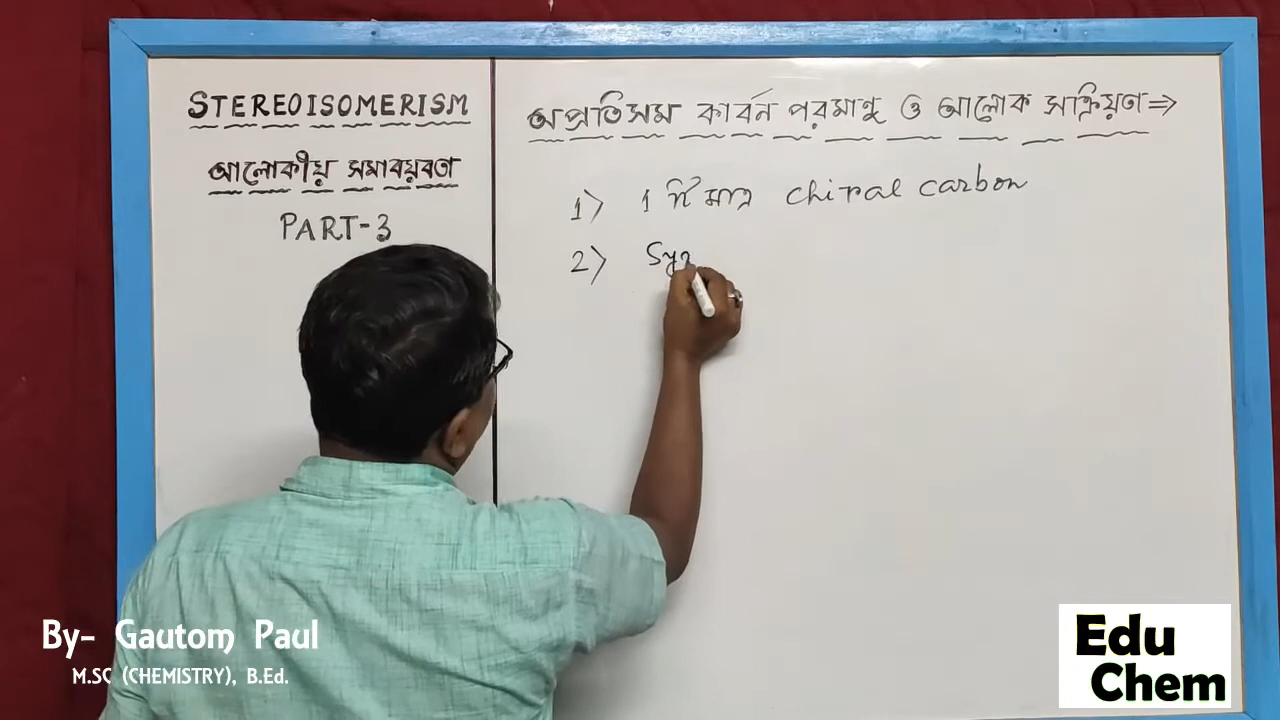 STEREOISOMERISM
আলোকীয় সমাবয়বতা
PART-3
অপ্রতিসম কার্বন পরমাণু ও আলোক সক্রিয়তা⇒
1> 1 টি মাত্র chiral carbon
2> Sy
By- Gautom Paul
M.SC (CHEMISTRY), B.Ed.
Edu
Chem